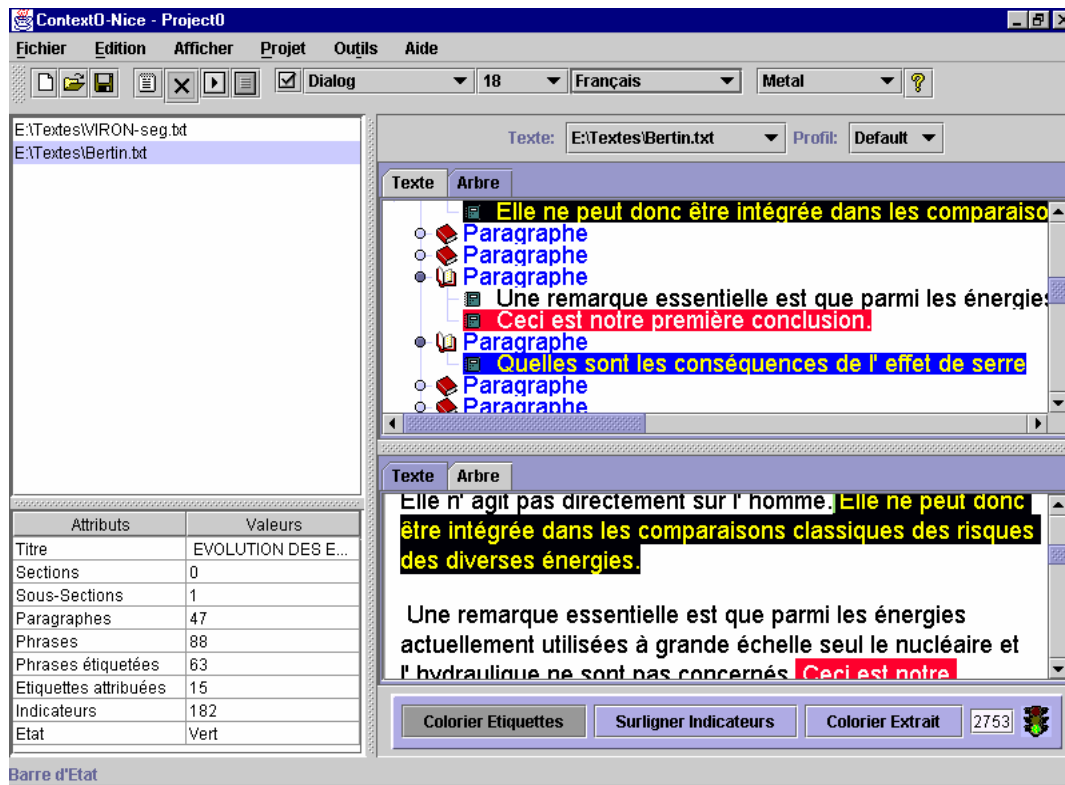 ContextO-Nice - Project0
Fichier Edition Afficher Projet Outils Aide
Dialog 18 Français Metal
E:\Textes\VIRON-seg.txt
E:\Textes\Bertin.txt
Texte: E:\Textes\Bertin.txt Profil: Default
Texte Arbre
Elle ne peut donc être intégrée dans les comparaiso
Paragraphe
Paragraphe
Paragraphe
Une remarque essentielle est que parmi les énergies
Ceci est notre première conclusion.
Paragraphe
Quelles sont les conséquences de l' effet de serre
Paragraphe
Paragraphe
Texte Arbre
Elle n' agit pas directement sur l' homme. Elle ne peut donc
être intégrée dans les comparaisons classiques des risques
des diverses énergies.
Une remarque essentielle est que parmi les énergies
actuellement utilisées à grande échelle seul le nucléaire et
l' hydraulique ne sont pas concernés. Ceci est notre
Attributs Valeurs
Titre EVOLUTION DES E...
Sections 0
Sous-Sections 1
Paragraphes 47
Phrases 88
Phrases étiquetées 63
Etiquettes attribuées 15
Indicateurs 182
Etat Vert
Colorier Etiquettes Surligner Indicateurs Colorier Extrait 2753
Barre d'Etat